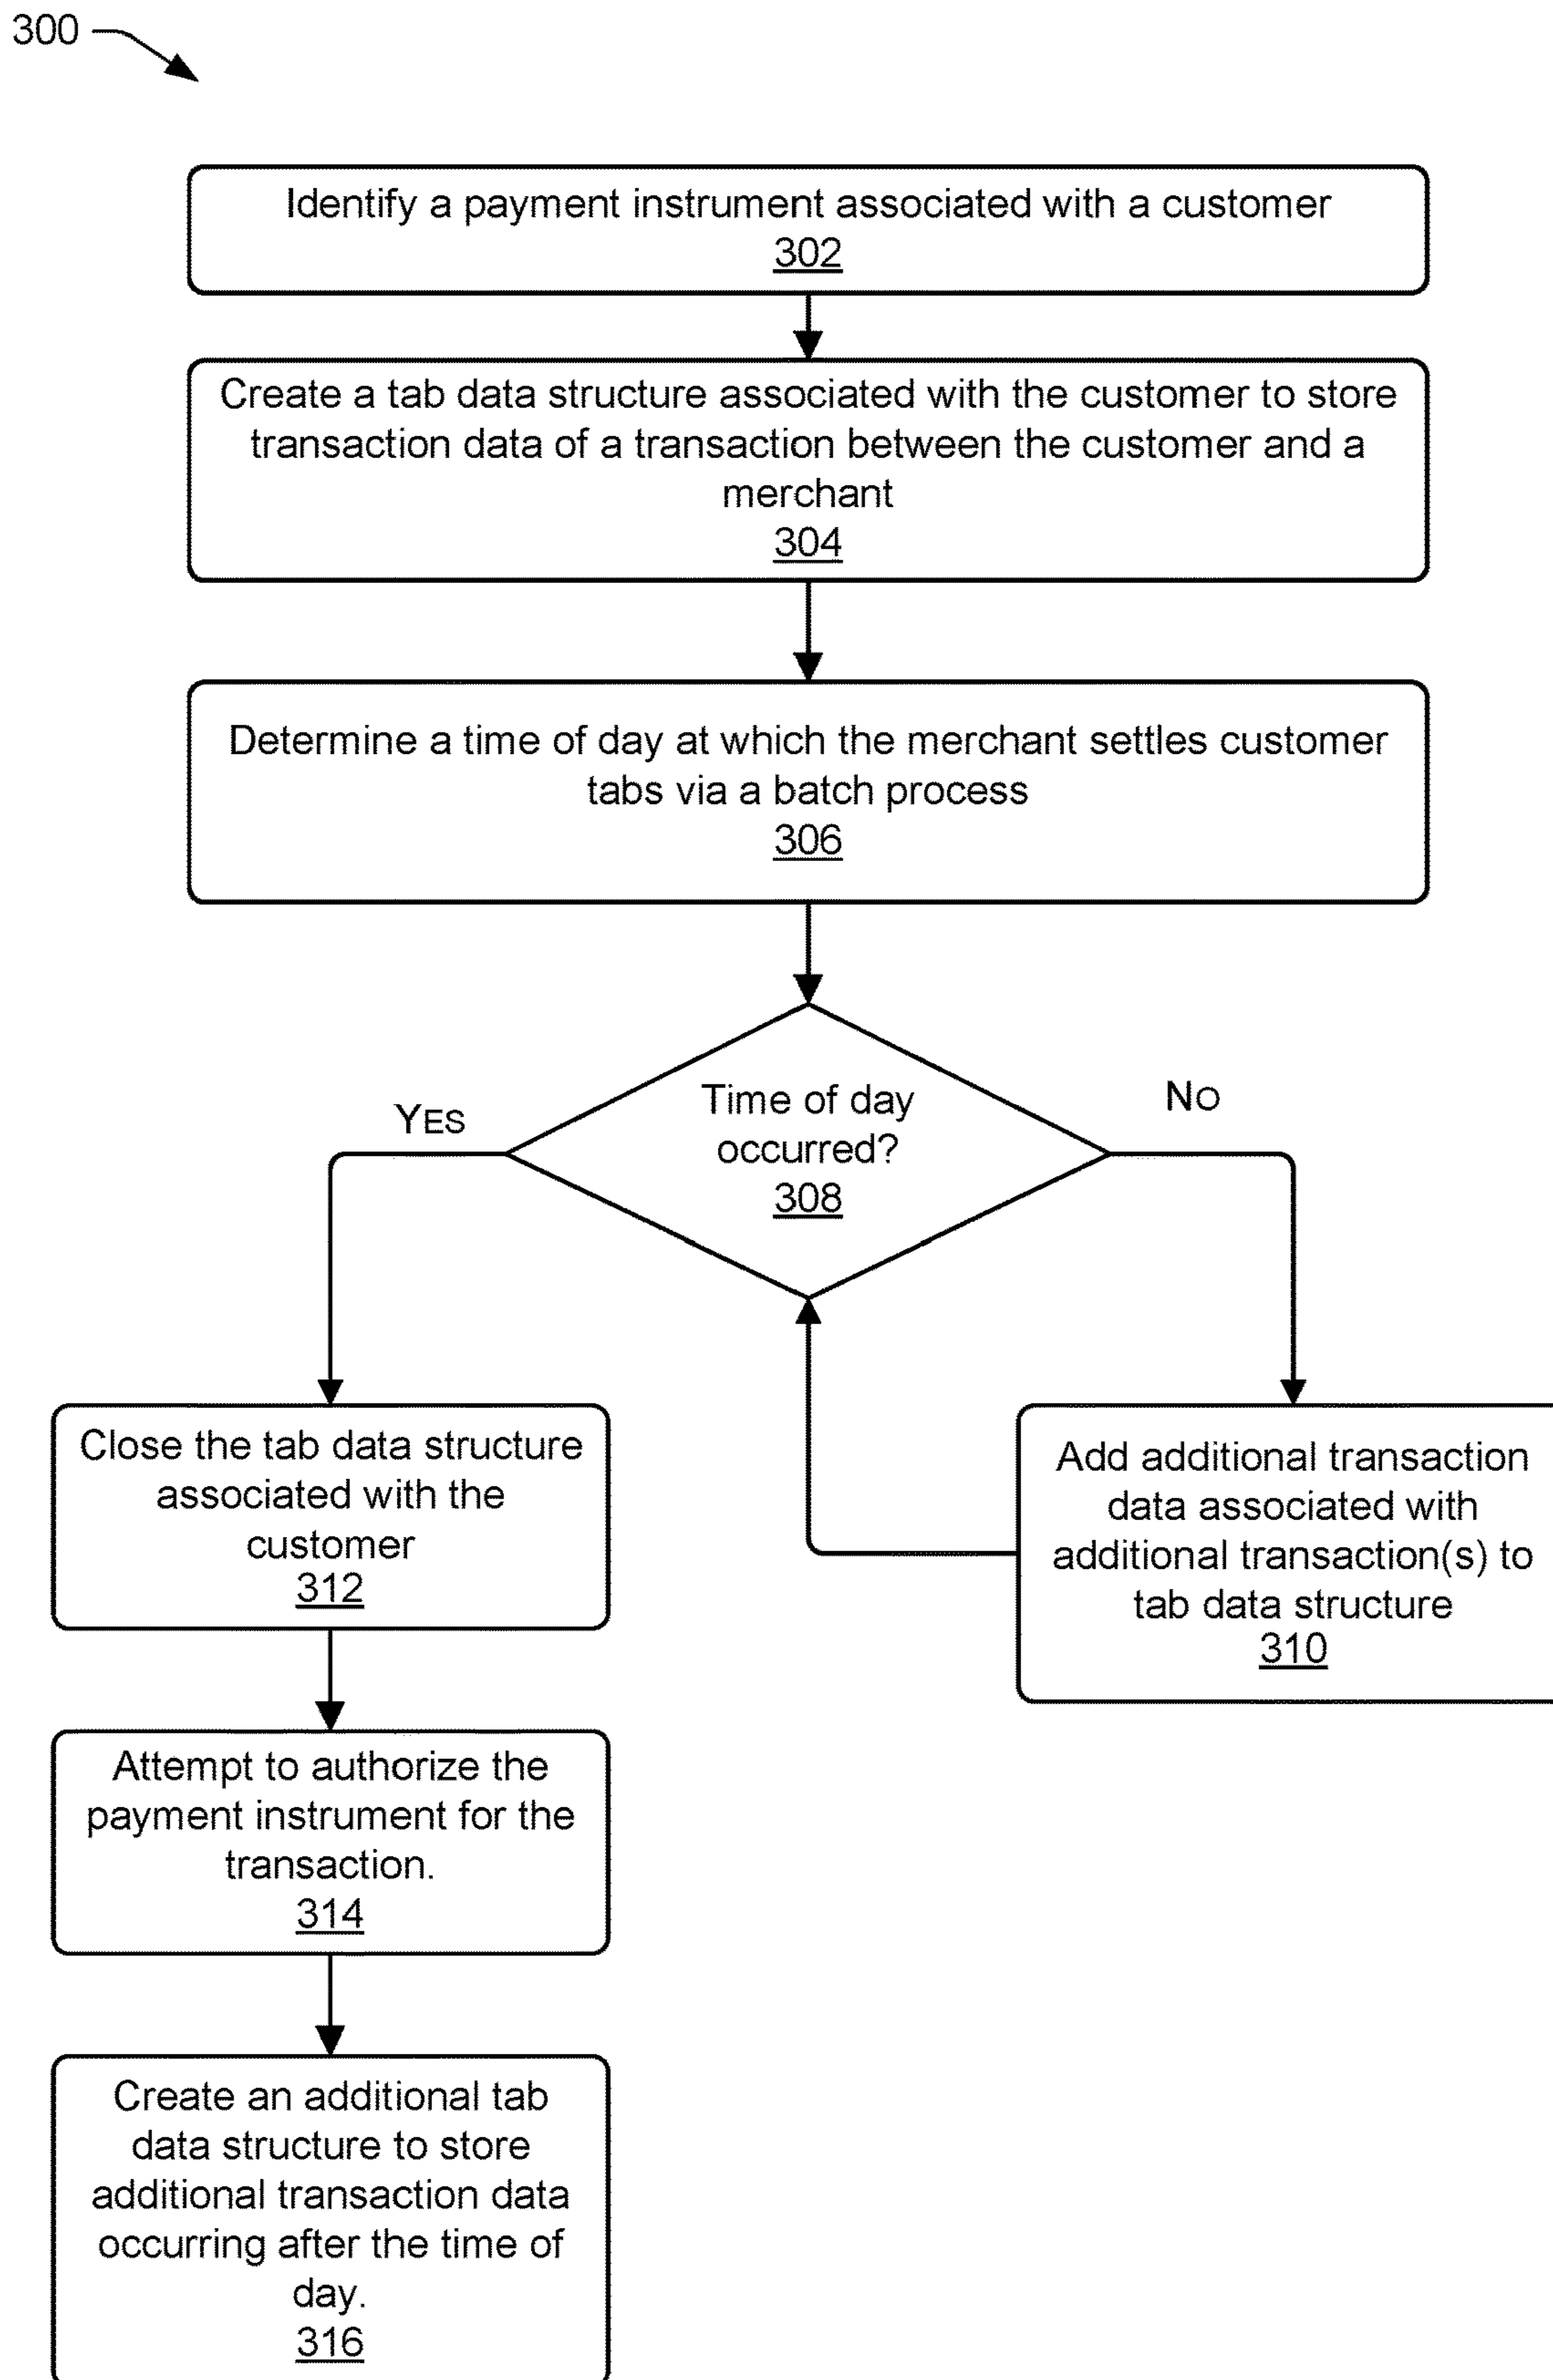 300
Identify a payment instrument associated with a customer
302
Create a tab data structure associated with the customer to store
transaction data of a transaction between the customer and a
merchant
304
Determine a time of day at which the merchant settles customer
tabs via a batch process
306
Time of day
occurred?
308
YES
NO
Close the tab data structure
associated with the
customer
312
Add additional transaction
data associated with
additional transaction(s) to
tab data structure
310
Attempt to authorize the
payment instrument for the
transaction.
314
Create an additional tab
data structure to store
additional transaction data
occurring after the time of
day.
316